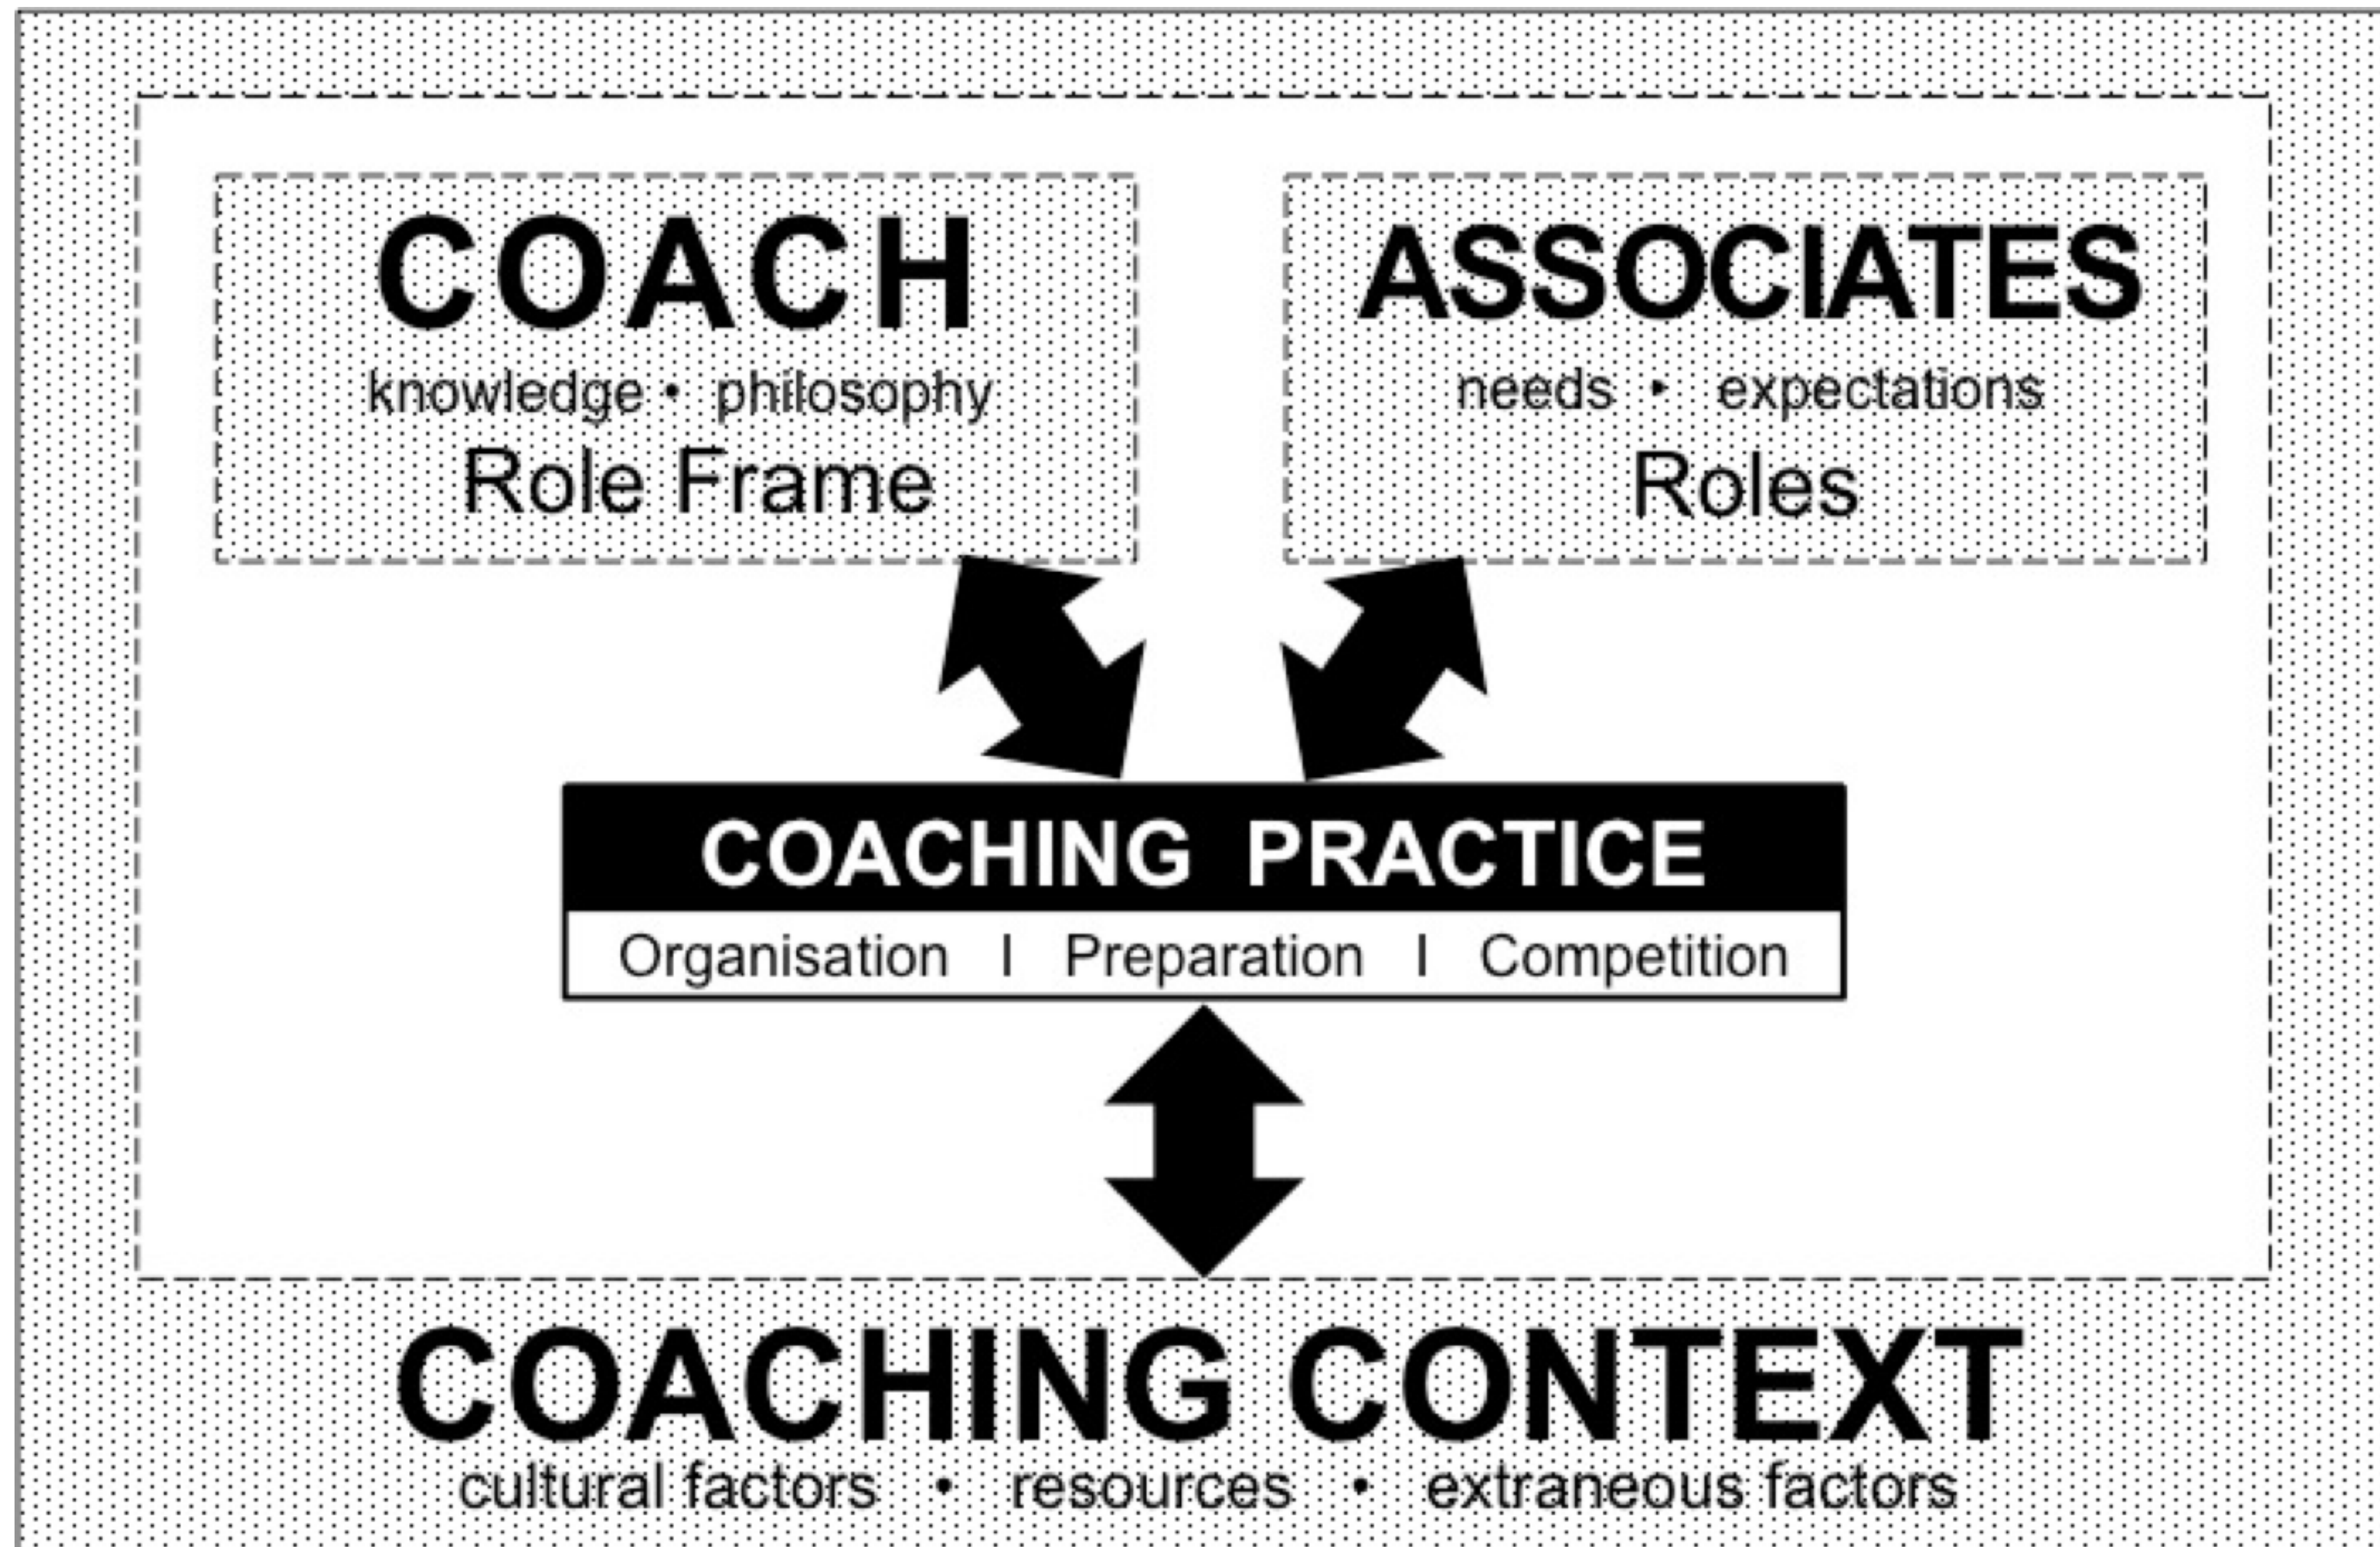 COACH
knowledge • philosophy
Role Frame
ASSOCIATES
needs • expectations
Roles
COACHING PRACTICE
Organisation | Preparation | Competition
COACHING CONTEXT
cultural factors • resources • extraneous factors